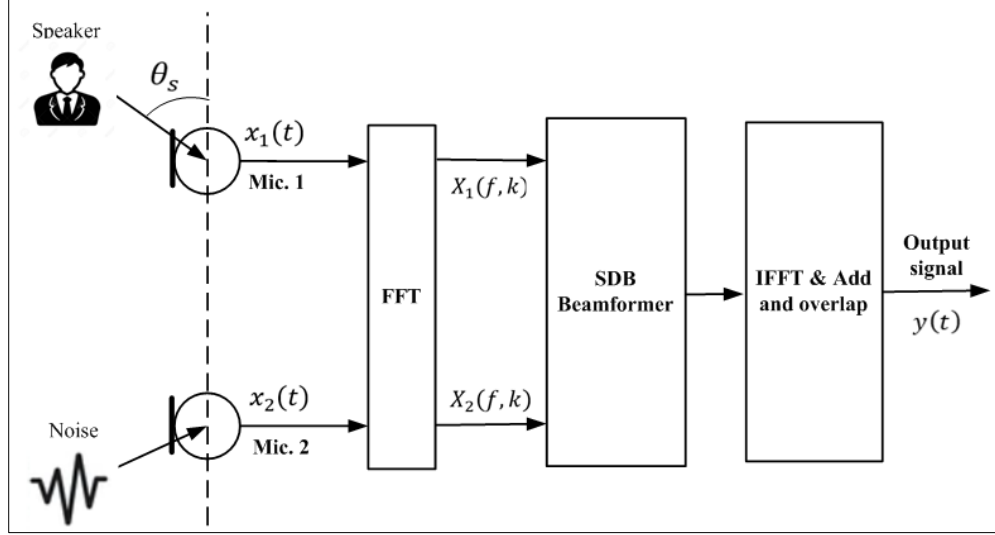 Speaker
θₛ
x₁(t)
Mic. 1
X₁(f, k)
FFT
SDB
Beamformer
IFFT & Add
and overlap
Output
signal
y(t)
x₂(t)
Mic. 2
X₂(f, k)
Noise